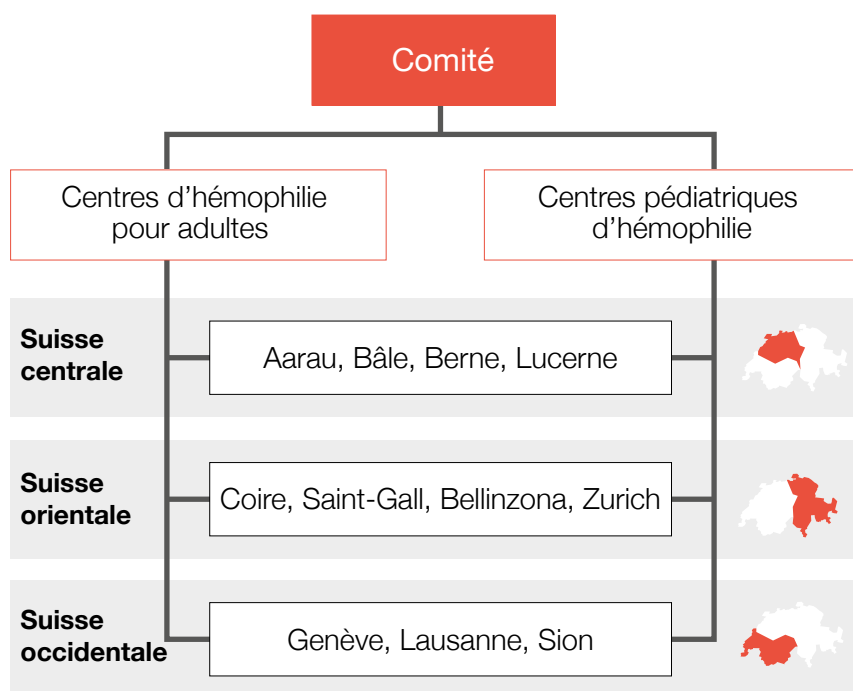 Comité
Centres d’hémophilie
pour adultes
Centres pédiatriques
d’hémophilie
Suisse
centrale
Aarau, Bâle, Berne, Lucerne
Suisse
orientale
Coire, Saint-Gall, Bellinzona, Zurich
Suisse
occidentale
Genève, Lausanne, Sion